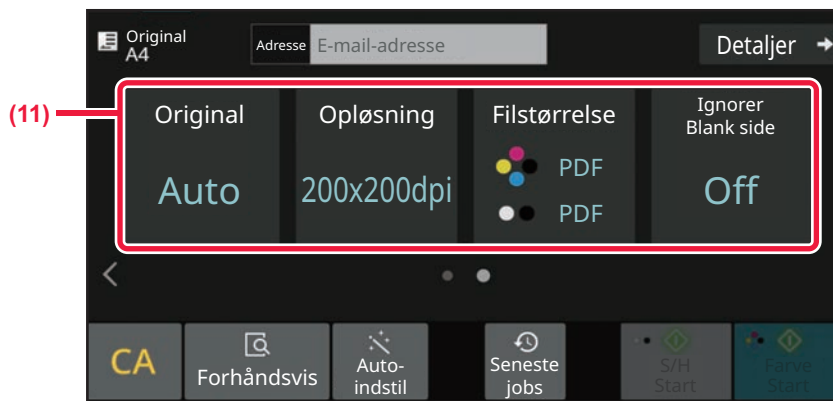 Original
A4
Adresse E-mail-adresse
Detaljer
(11)
Original
Auto
Opløsning
200x200dpi
Filstørrelse
PDF
PDF
Ignorer
Blank side
Off
CA
Forhåndsvis
Auto-
indstil
Seneste
jobs
S/H
Start
Farve
Start